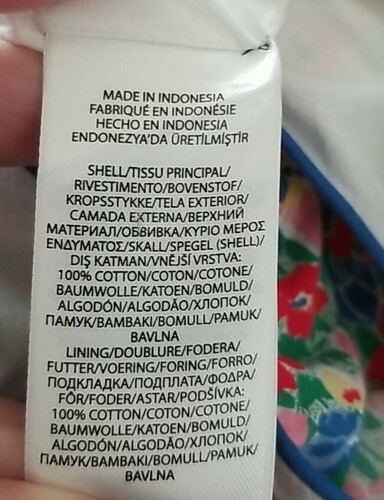 MADE IN INDONESIA
FABRIQUÉ EN INDONÉSIE
HECHO EN INDONESIA
ENDONEZYA'DA ÜRETİLMİŞTİR
SHELL/TISSU PRINCIPAL/
RIVESTIMENTO/BOVENSTOF/
KROPSSTYKKE/TELA EXTERIOR/
CAMADA EXTERNA/ВЕРХНИЙ
МАТЕРИАЛ/ОБВИВКА/ΚΥΡΙΟ ΜΕΡΟΣ
ΕΝΔΥΜΑΤΟΣ/SKALL/SPEGEL (SHELL)/
DIŞ KATMAN/VNĚJŠÍ VRSTVA:
100% COTTON/COTON/COTONE/
BAUMWOLLE/KATOEN/BOMULD/
ALGODÓN/ALGODÃO/ХЛОПОК/
ПАМУК/ΒΑΜΒΑΚΙ/BOMULL/PAMUK/
BAVLNA
LINING/DOUBLURE/FODERA/
FUTTER/VOERING/FORING/FORRO/
ПОДКЛАДКА/ПОДПЛАТА/ΦΟΔΡΑ/
FÖR/FODER/ASTAR/PODŠÍVKA:
100% COTTON/COTON/COTONE/
BAUMWOLLE/KATOEN/BOMULD/
ALGODÓN/ALGODÃO/ХЛОПОК/
ПАМУК/ΒΑΜΒΑΚΙ/BOMULL/PAMUK/
BAVLNA